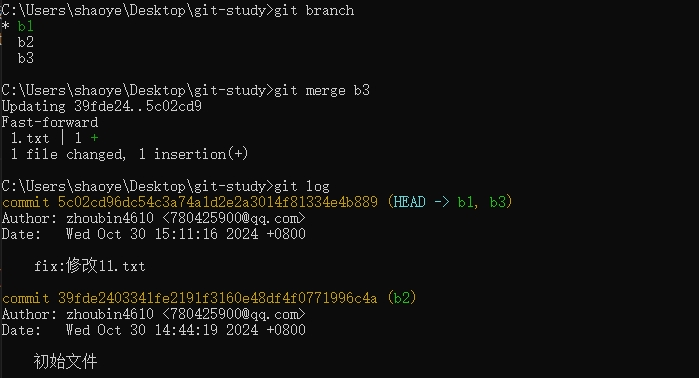 C:\Users\shaoye\Desktop\git-study>git branch
* b1
  b2
  b3
C:\Users\shaoye\Desktop\git-study>git merge b3
Updating 39fde24..5c02cd9
Fast-forward
 1.txt | 1 +
 1 file changed, 1 insertion(+)
C:\Users\shaoye\Desktop\git-study>git log
commit 5c02cd96dc54c3a74a1d2e2a3014f81334e4b889 (HEAD -> b1, b3)
Author: zhoubin4610 <780425900@qq.com>
Date:   Wed Oct 30 15:11:16 2024 +0800
    fix:修改11.txt
commit 39fde2403341fe2191f3160e48df4f0771996c4a (b2)
Author: zhoubin4610 <780425900@qq.com>
Date:   Wed Oct 30 14:44:19 2024 +0800
    初始文件